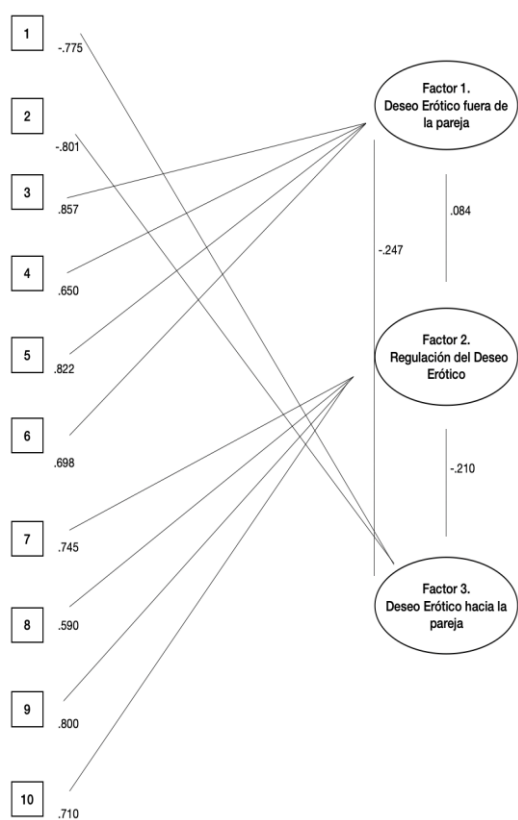 1
-.775
2
-.801
3
.857
4
.650
5
.822
6
.698
7
.745
8
.590
9
.800
10
.710
Factor 1.
Deseo Erótico fuera de
la pareja
.084
-.247
Factor 2.
Regulación del Deseo
Erótico
-.210
Factor 3.
Deseo Erótico hacia la
pareja